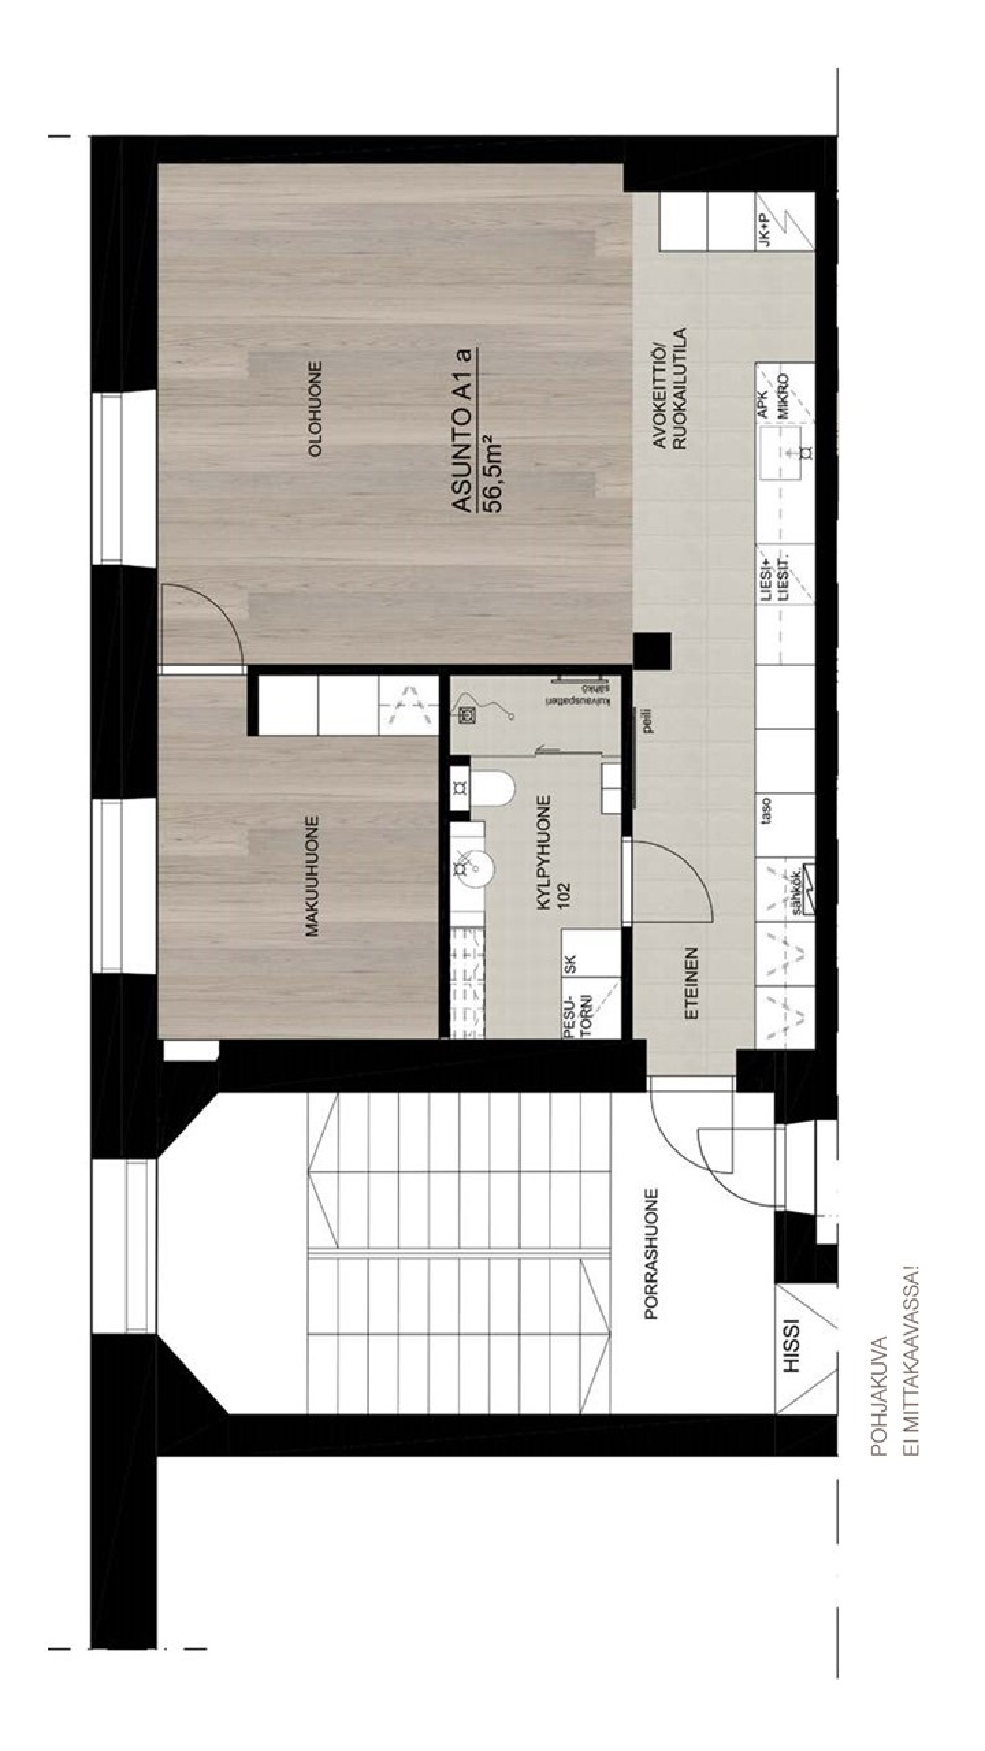 OLOHUONE
ASUNTO A1 a
56,5m²
AVOKEITTIÖ/
RUOKAILUTILA
JK+P
APK
MIKRO
LIESI+
LIESIT.
MAKUUHUONE
sähkö
kuivauspatteri
peili
KYLPYHUONE
102
taso
sähkök.
SK
PESU-
TORNI
ETEINEN
PORRASHUONE
HISSI
POHJAKUVA
EI MITTAKAAVASSA!